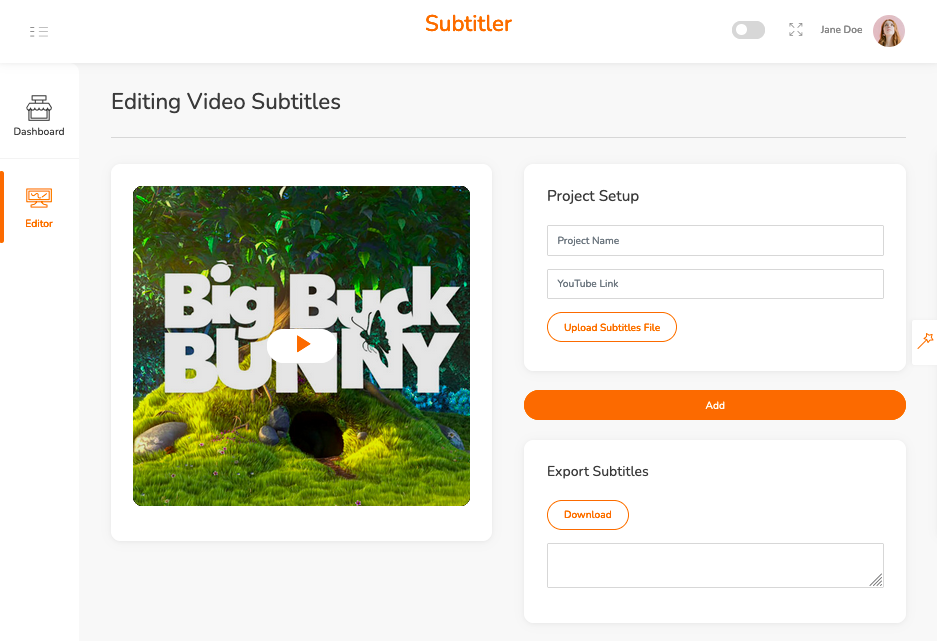 Subtitler
Jane Doe
Dashboard
Editor
Editing Video Subtitles
Big Buck
BUNNY
Project Setup
Project Name
YouTube Link
Upload Subtitles File
Add
Export Subtitles
Download